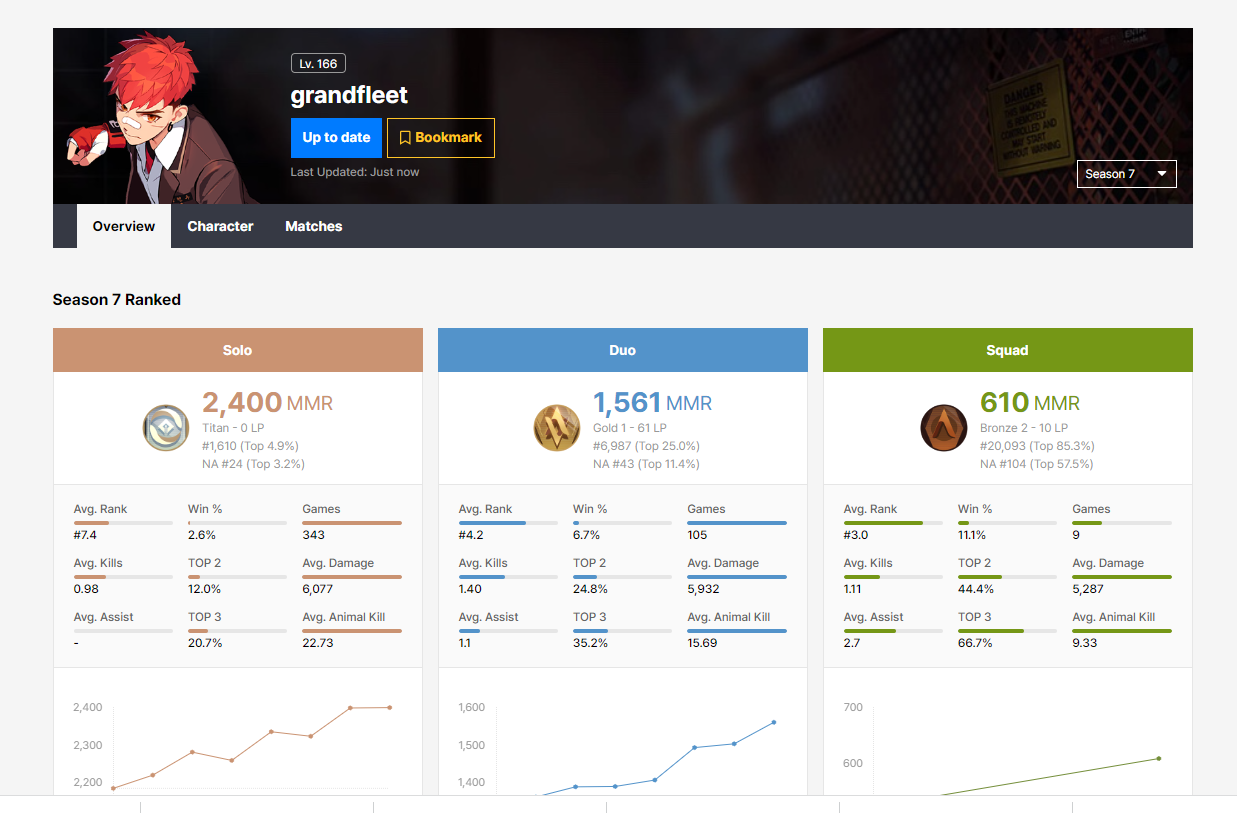 Lv. 166
grandfleet
Up to date
Bookmark
Last Updated: Just now
DANGER
THIS MACHINE
IS REMOTELY
CONTROLLED AND
MAY START
WITHOUT WARNING
Season 7
Overview Character Matches
Season 7 Ranked
Solo
2,400 MMR
Titan - 0 LP
#1,610 (Top 4.9%)
NA #24 (Top 3.2%)
Avg. Rank Win % Games
#7.4 2.6% 343
Avg. Kills TOP 2 Avg. Damage
0.98 12.0% 6,077
Avg. Assist TOP 3 Avg. Animal Kill
- 20.7% 22.73
2,400
2,300
2,200
Duo
1,561 MMR
Gold 1 - 61 LP
#6,987 (Top 25.0%)
NA #43 (Top 11.4%)
Avg. Rank Win % Games
#4.2 6.7% 105
Avg. Kills TOP 2 Avg. Damage
1.40 24.8% 5,932
Avg. Assist TOP 3 Avg. Animal Kill
1.1 35.2% 15.69
1,600
1,500
1,400
Squad
610 MMR
Bronze 2 - 10 LP
#20,093 (Top 85.3%)
NA #104 (Top 57.5%)
Avg. Rank Win % Games
#3.0 11.1% 9
Avg. Kills TOP 2 Avg. Damage
1.11 44.4% 5,287
Avg. Assist TOP 3 Avg. Animal Kill
2.7 66.7% 9.33
700
600